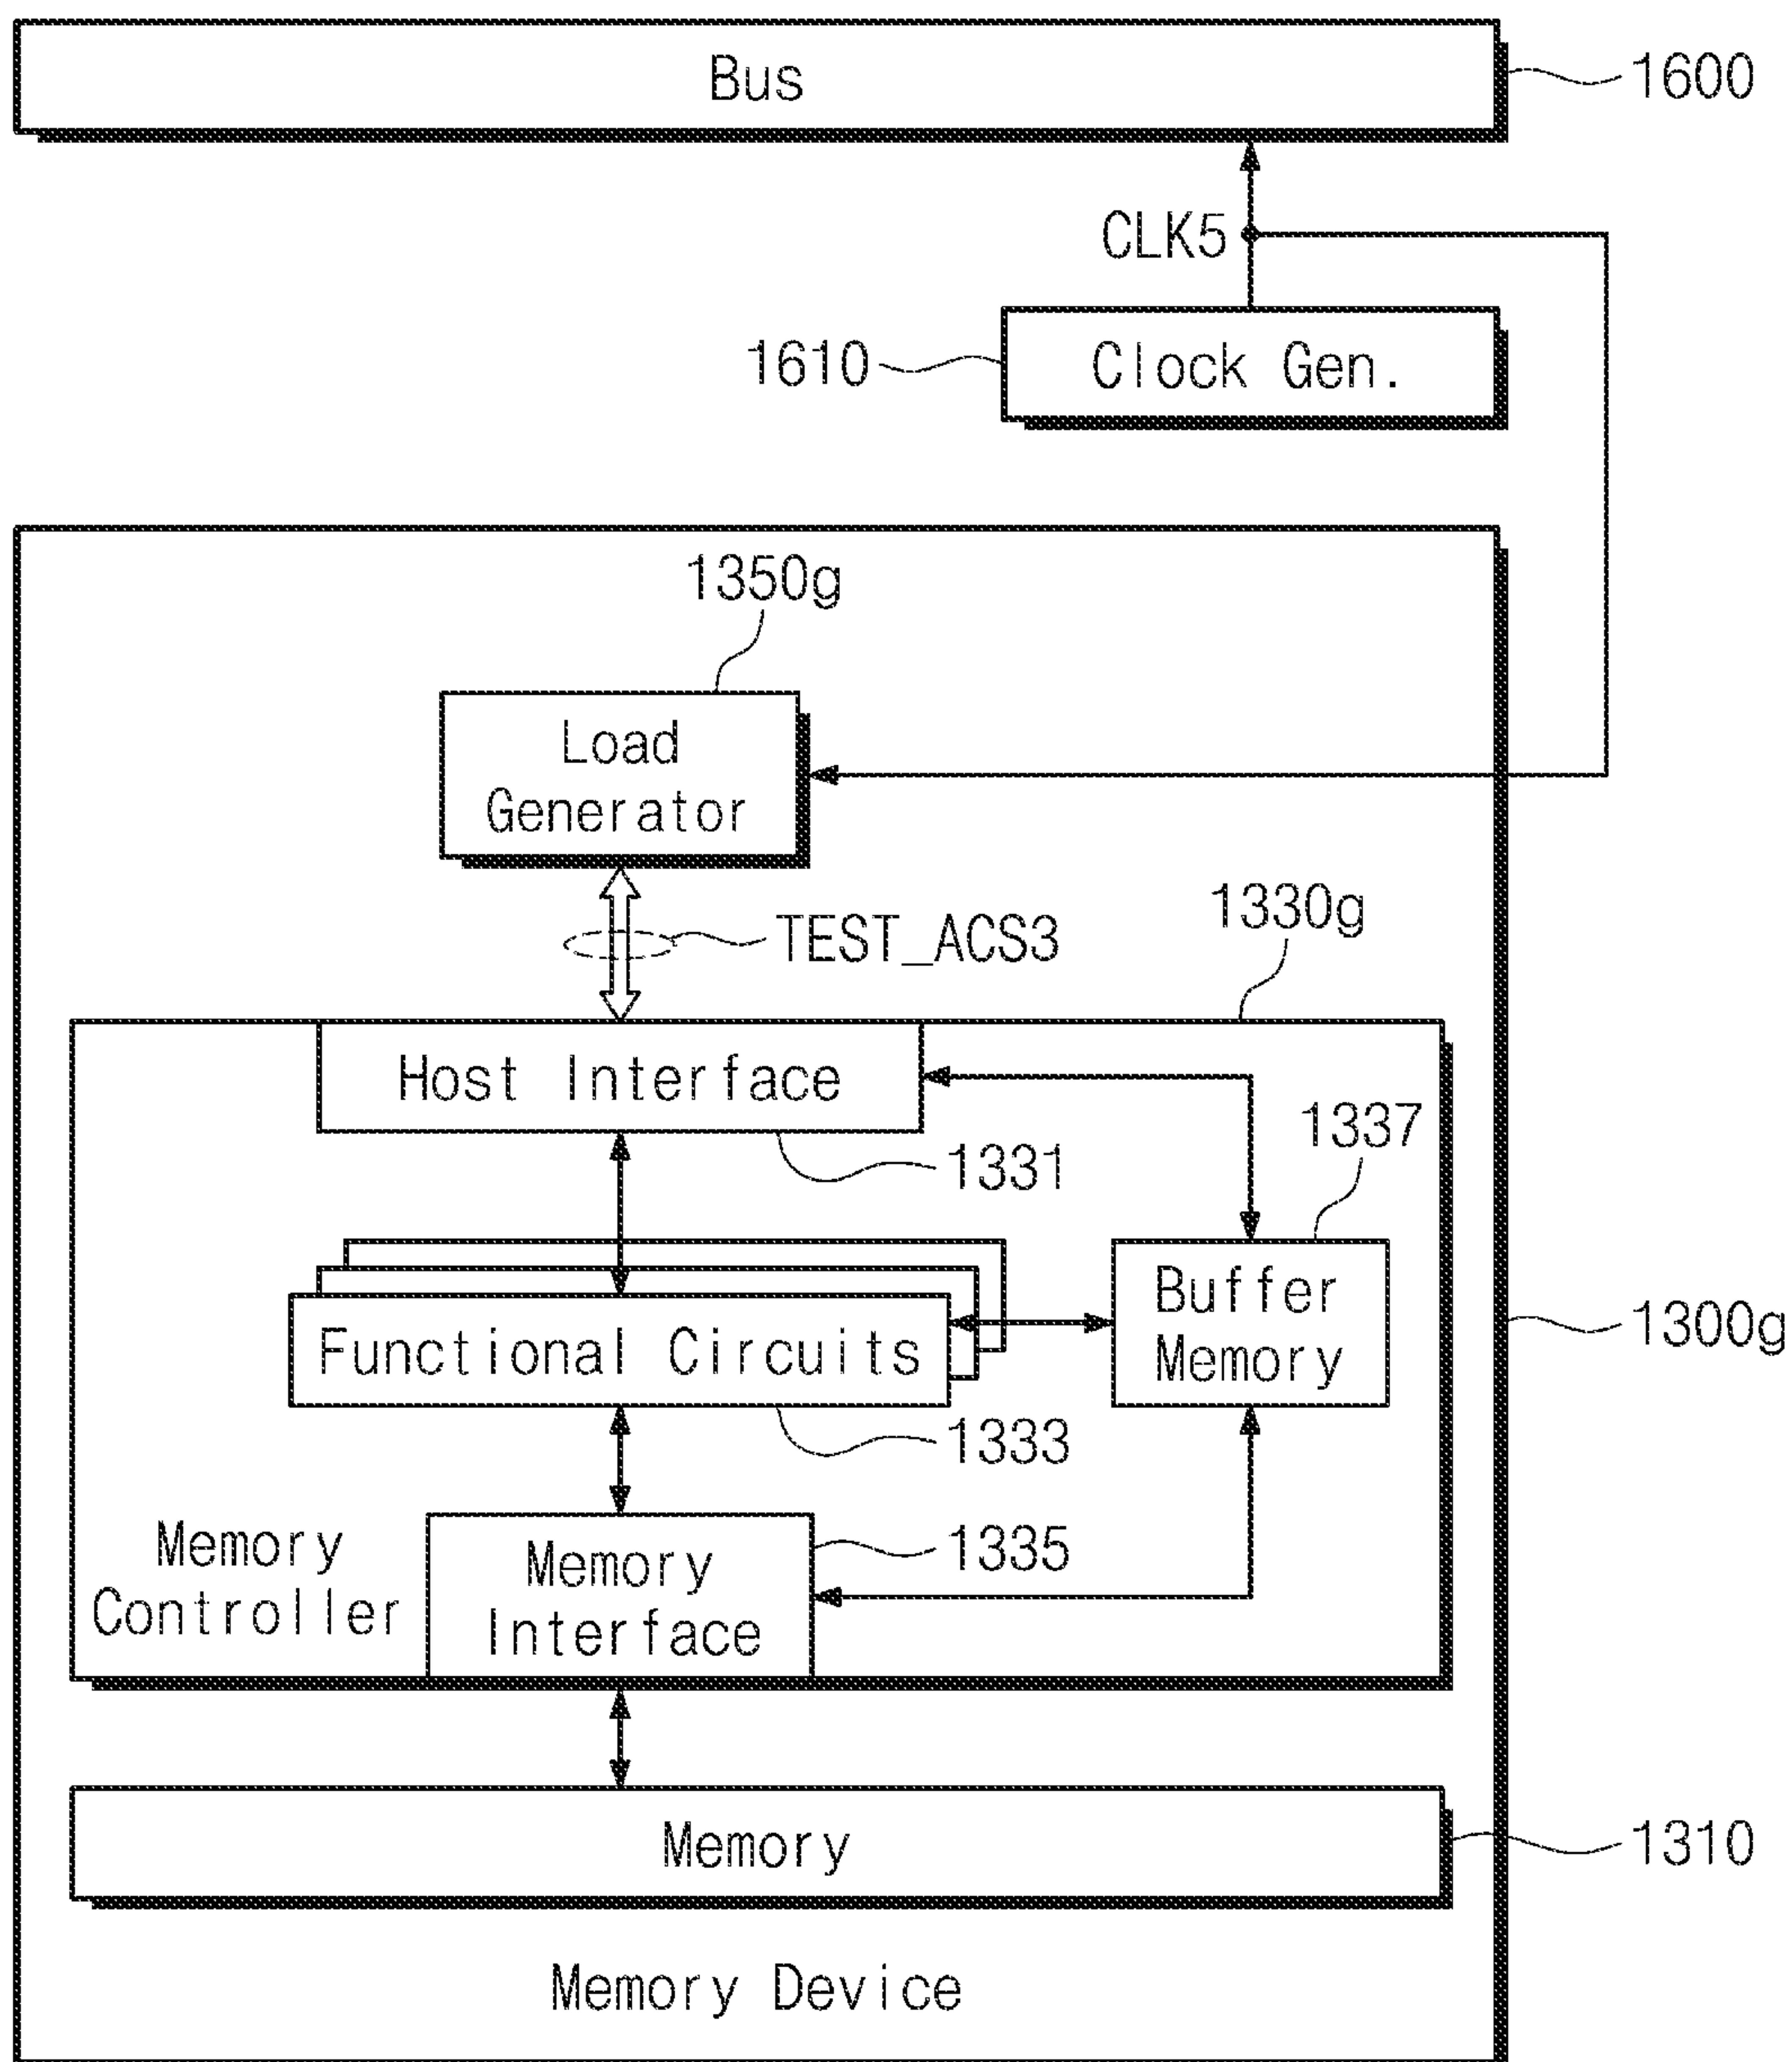 Bus
1600
CLK5
1610
Clock Gen.
1350g
Load
Generator
TEST_ACS3
1330g
Host Interface
1331
1337
Buffer
Memory
Functional Circuits
1300g
1333
Memory
Controller
Memory
Interface
1335
Memory
1310
Memory Device